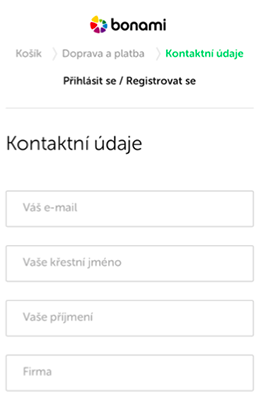 bonami
Košík Doprava a platba Kontaktní údaje
Přihlásit se / Registrovat se
Kontaktní údaje
Váš e-mail
Vaše křestní jméno
Vaše příjmení
Firma